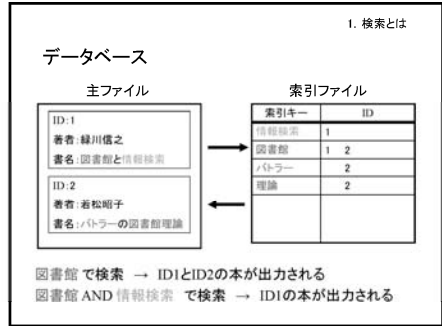 1. 検索とは
データベース
主ファイル
ID:1
著者:緑川信之
書名:図書館と情報検索
ID:2
著者:若松昭子
書名:バトラーの図書館理論
索引ファイル
索引キー ID
情報検索 1
図書館 1 2
バトラー 2
理論 2
図書館 で検索 → ID1とID2の本が出力される
図書館 AND 情報検索 で検索 → ID1の本が出力される